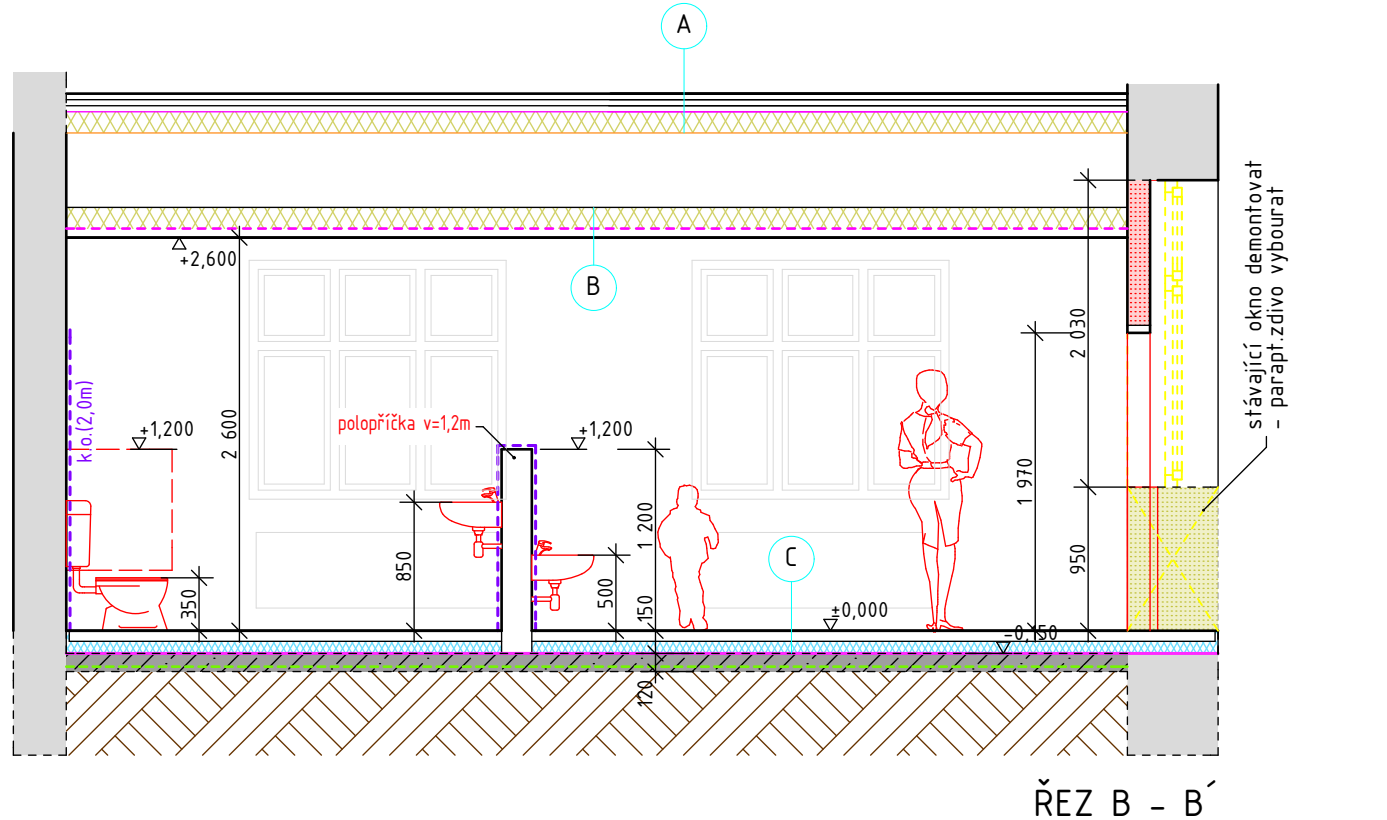 A
+2,600
B
2 600
k.o.(2,0m)
+1,200
polopříčka v=1,2m
+1,200
350
850
500
1 200
150
120
C
±0,000
-0,150
1 970
2 030
950
stávající okno demontovat
- parapt.zdivo vybourat
ŘEZ B - B´